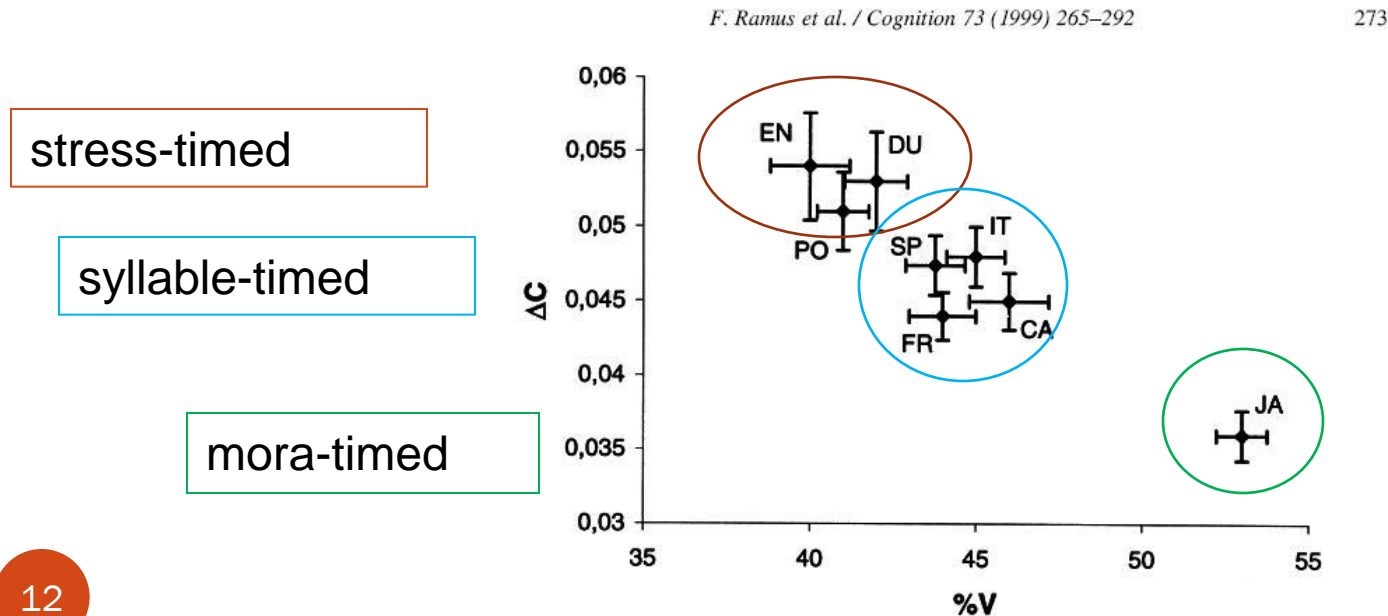 F. Ramus et al. / Cognition 73 (1999) 265–292 273
stress-timed
syllable-timed
mora-timed
ΔC
0,06
0,055
0,05
0,045
0,04
0,035
0,03
EN
DU
PO
SP
IT
FR
CA
JA
35 40 45 50 55
%V
12